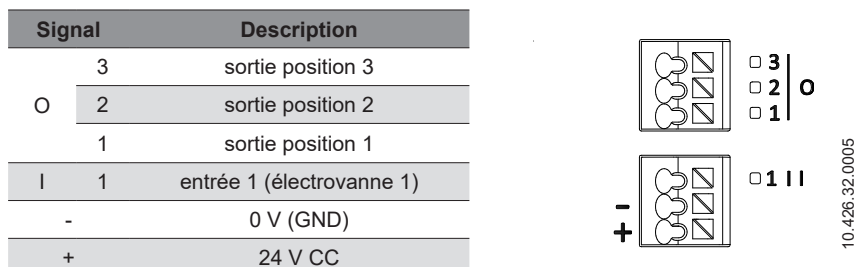 Signal Description
3 sortie position 3
O 2 sortie position 2
1 sortie position 1
I 1 entrée 1 (électrovanne 1)
- 0 V (GND)
+ 24 V CC
3
2 O
1
1 I
-
+
10.426.32.0005